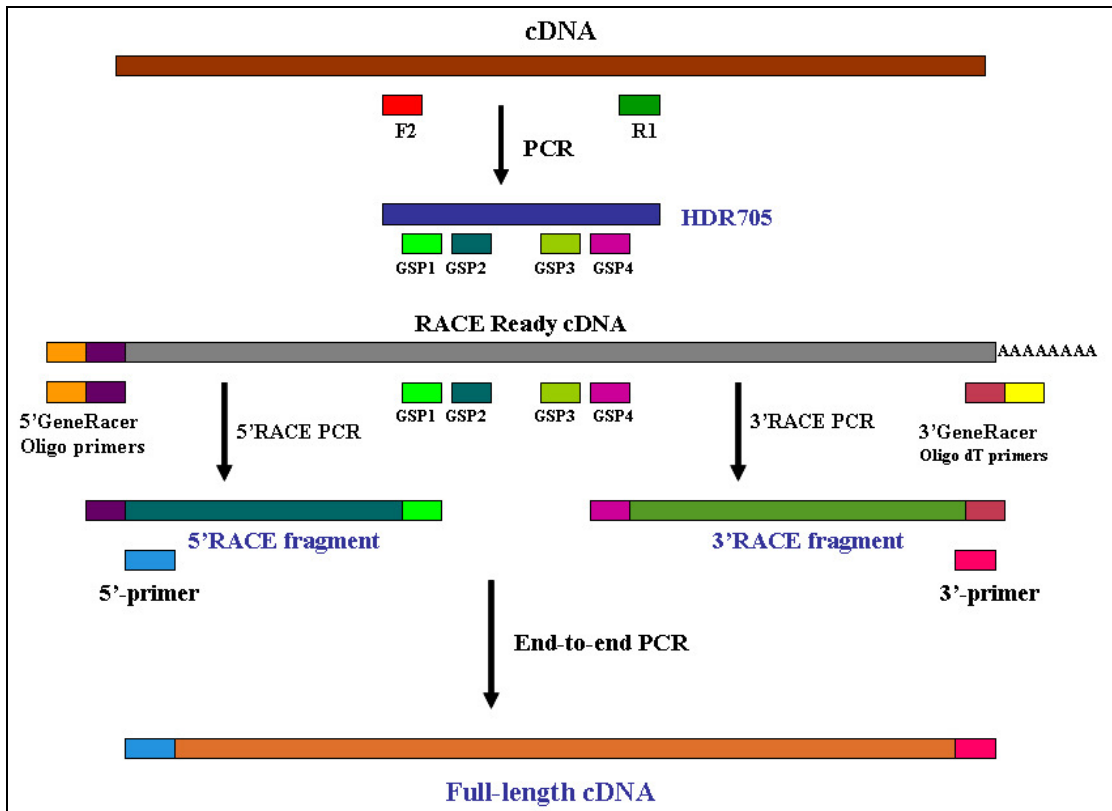 cDNA
F2
R1
PCR
HDR705
GSP1
GSP2
GSP3
GSP4
RACE Ready cDNA
AAAAAAAA
GSP1
GSP2
GSP3
GSP4
5’GeneRacer
Oligo primers
5’RACE PCR
3’RACE PCR
3’GeneRacer
Oligo dT primers
5’RACE fragment
3’RACE fragment
5’-primer
3’-primer
End-to-end PCR
Full-length cDNA